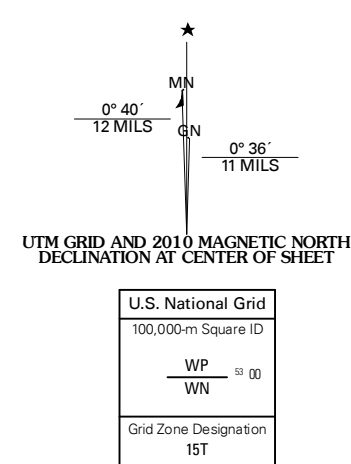 ★
MN
0° 40´
12 MILS
GN
0° 36´
11 MILS
UTM GRID AND 2010 MAGNETIC NORTH
DECLINATION AT CENTER OF SHEET
U.S. National Grid
100,000-m Square ID
WP
53 00
WN
Grid Zone Designation
15T